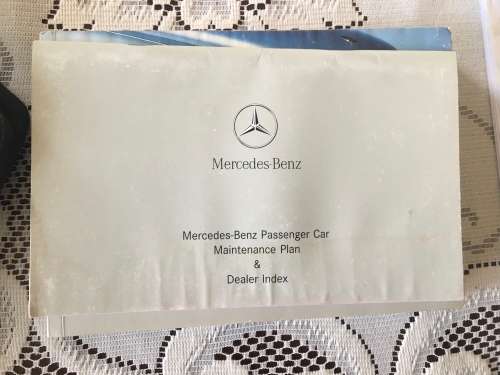 Mercedes-Benz
Mercedes-Benz Passenger Car
Maintenance Plan
&
Dealer Index